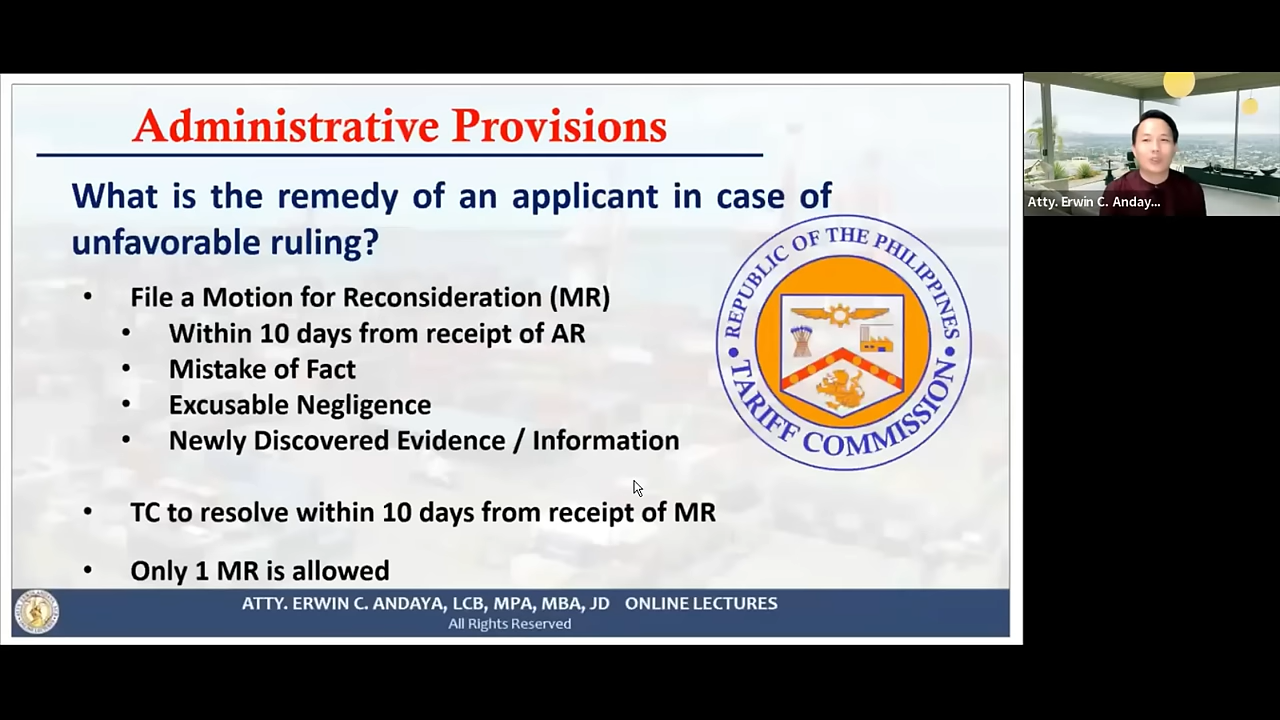 Administrative Provisions
What is the remedy of an applicant in case of
unfavorable ruling?
• File a Motion for Reconsideration (MR)
• Within 10 days from receipt of AR
• Mistake of Fact
• Excusable Negligence
• Newly Discovered Evidence / Information
• TC to resolve within 10 days from receipt of MR
• Only 1 MR is allowed
REPUBLIC OF THE PHILIPPINES
• TARIFF COMMISSION •
ATTY. ERWIN C. ANDAYA, LCB, MPA, MBA, JD ONLINE LECTURES
All Rights Reserved
Atty. Erwin C. Anday...